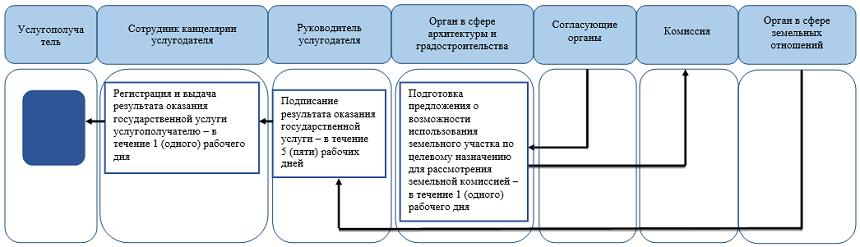 Услугополуча
тель
Сотрудник канцелярии
услугодателя
Руководитель
услугодателя
Орган в сфере
архитектуры и
градостроительства
Согласующие
органы
Комиссия
Орган в сфере
земельных
отношений
Регистрация и выдача
результата оказания
государственной услуги
услугополучателю – в
течение 1 (одного) рабочего
дня
Подписание
результата оказания
государственной
услуги – в течение
5 (пяти) рабочих
дней
Подготовка
предложения о
возможности
использования
земельного участка по
целевому назначению
для рассмотрения
земельной комиссией –
в течение 1 (одного)
рабочего дня